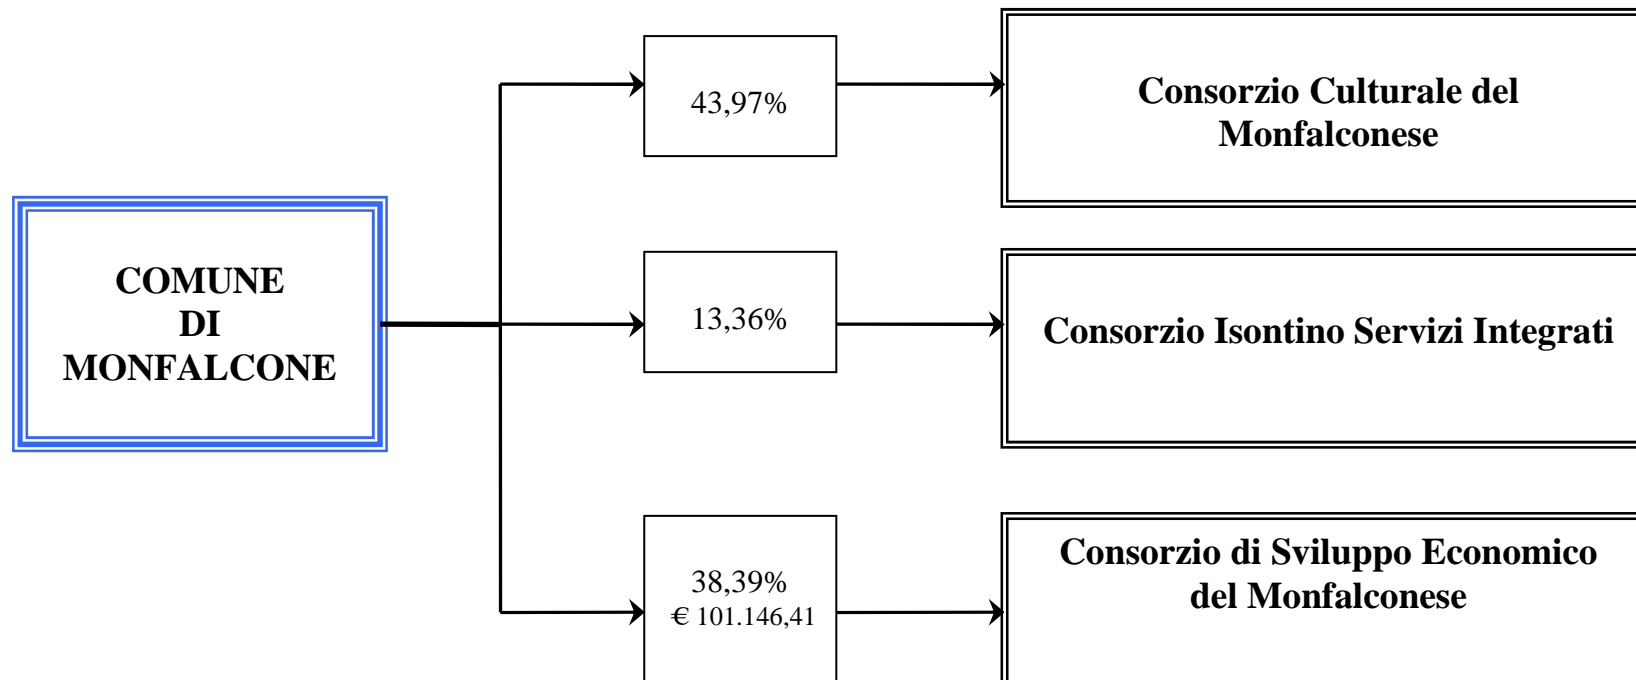 COMUNE
DI
MONFALCONE
43,97%
Consorzio Culturale del
Monfalconese
13,36%
Consorzio Isontino Servizi Integrati
38,39%
€ 101.146,41
Consorzio di Sviluppo Economico
del Monfalconese